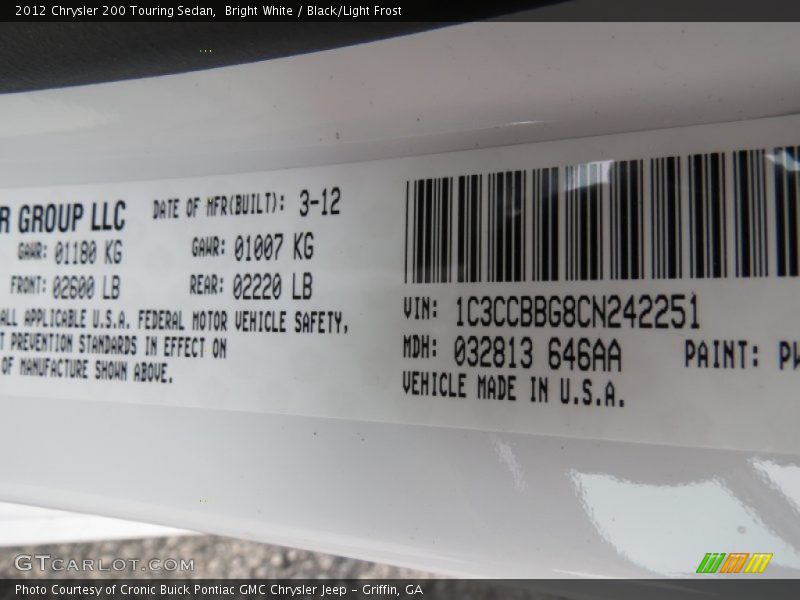 2012 Chrysler 200 Touring Sedan,  Bright White / Black/Light Frost
R GROUP LLC
DATE OF MFR(BUILT): 3-12
GAWR: 01180 KG
GAWR: 01007 KG
FRONT: 02600 LB
REAR: 02220 LB
ALL APPLICABLE U.S.A. FEDERAL MOTOR VEHICLE SAFETY,
T PREVENTION STANDARDS IN EFFECT ON
OF MANUFACTURE SHOWN ABOVE.
VIN: 1C3CCBBG8CN242251
MDH: 032813 646AA
PAINT: PW
VEHICLE MADE IN U.S.A.
GTCARLOT.COM
Photo Courtesy of Cronic Buick Pontiac GMC Chrysler Jeep - Griffin, GA